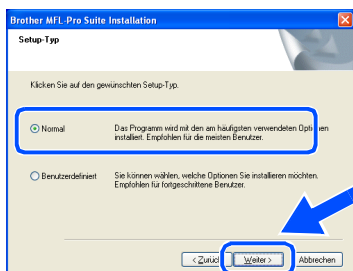 Brother MFL-Pro Suite Installation
Setup-Typ
Klicken Sie auf den gewünschten Setup-Typ.
Normal
Das Programm wird mit den am häufigsten verwendeten Optionen
installiert. Empfohlen für die meisten Benutzer.
Benutzerdefiniert
Sie können wählen, welche Optionen Sie installieren möchten.
Empfohlen für fortgeschrittene Benutzer.
< Zurück
Weiter >
Abbrechen